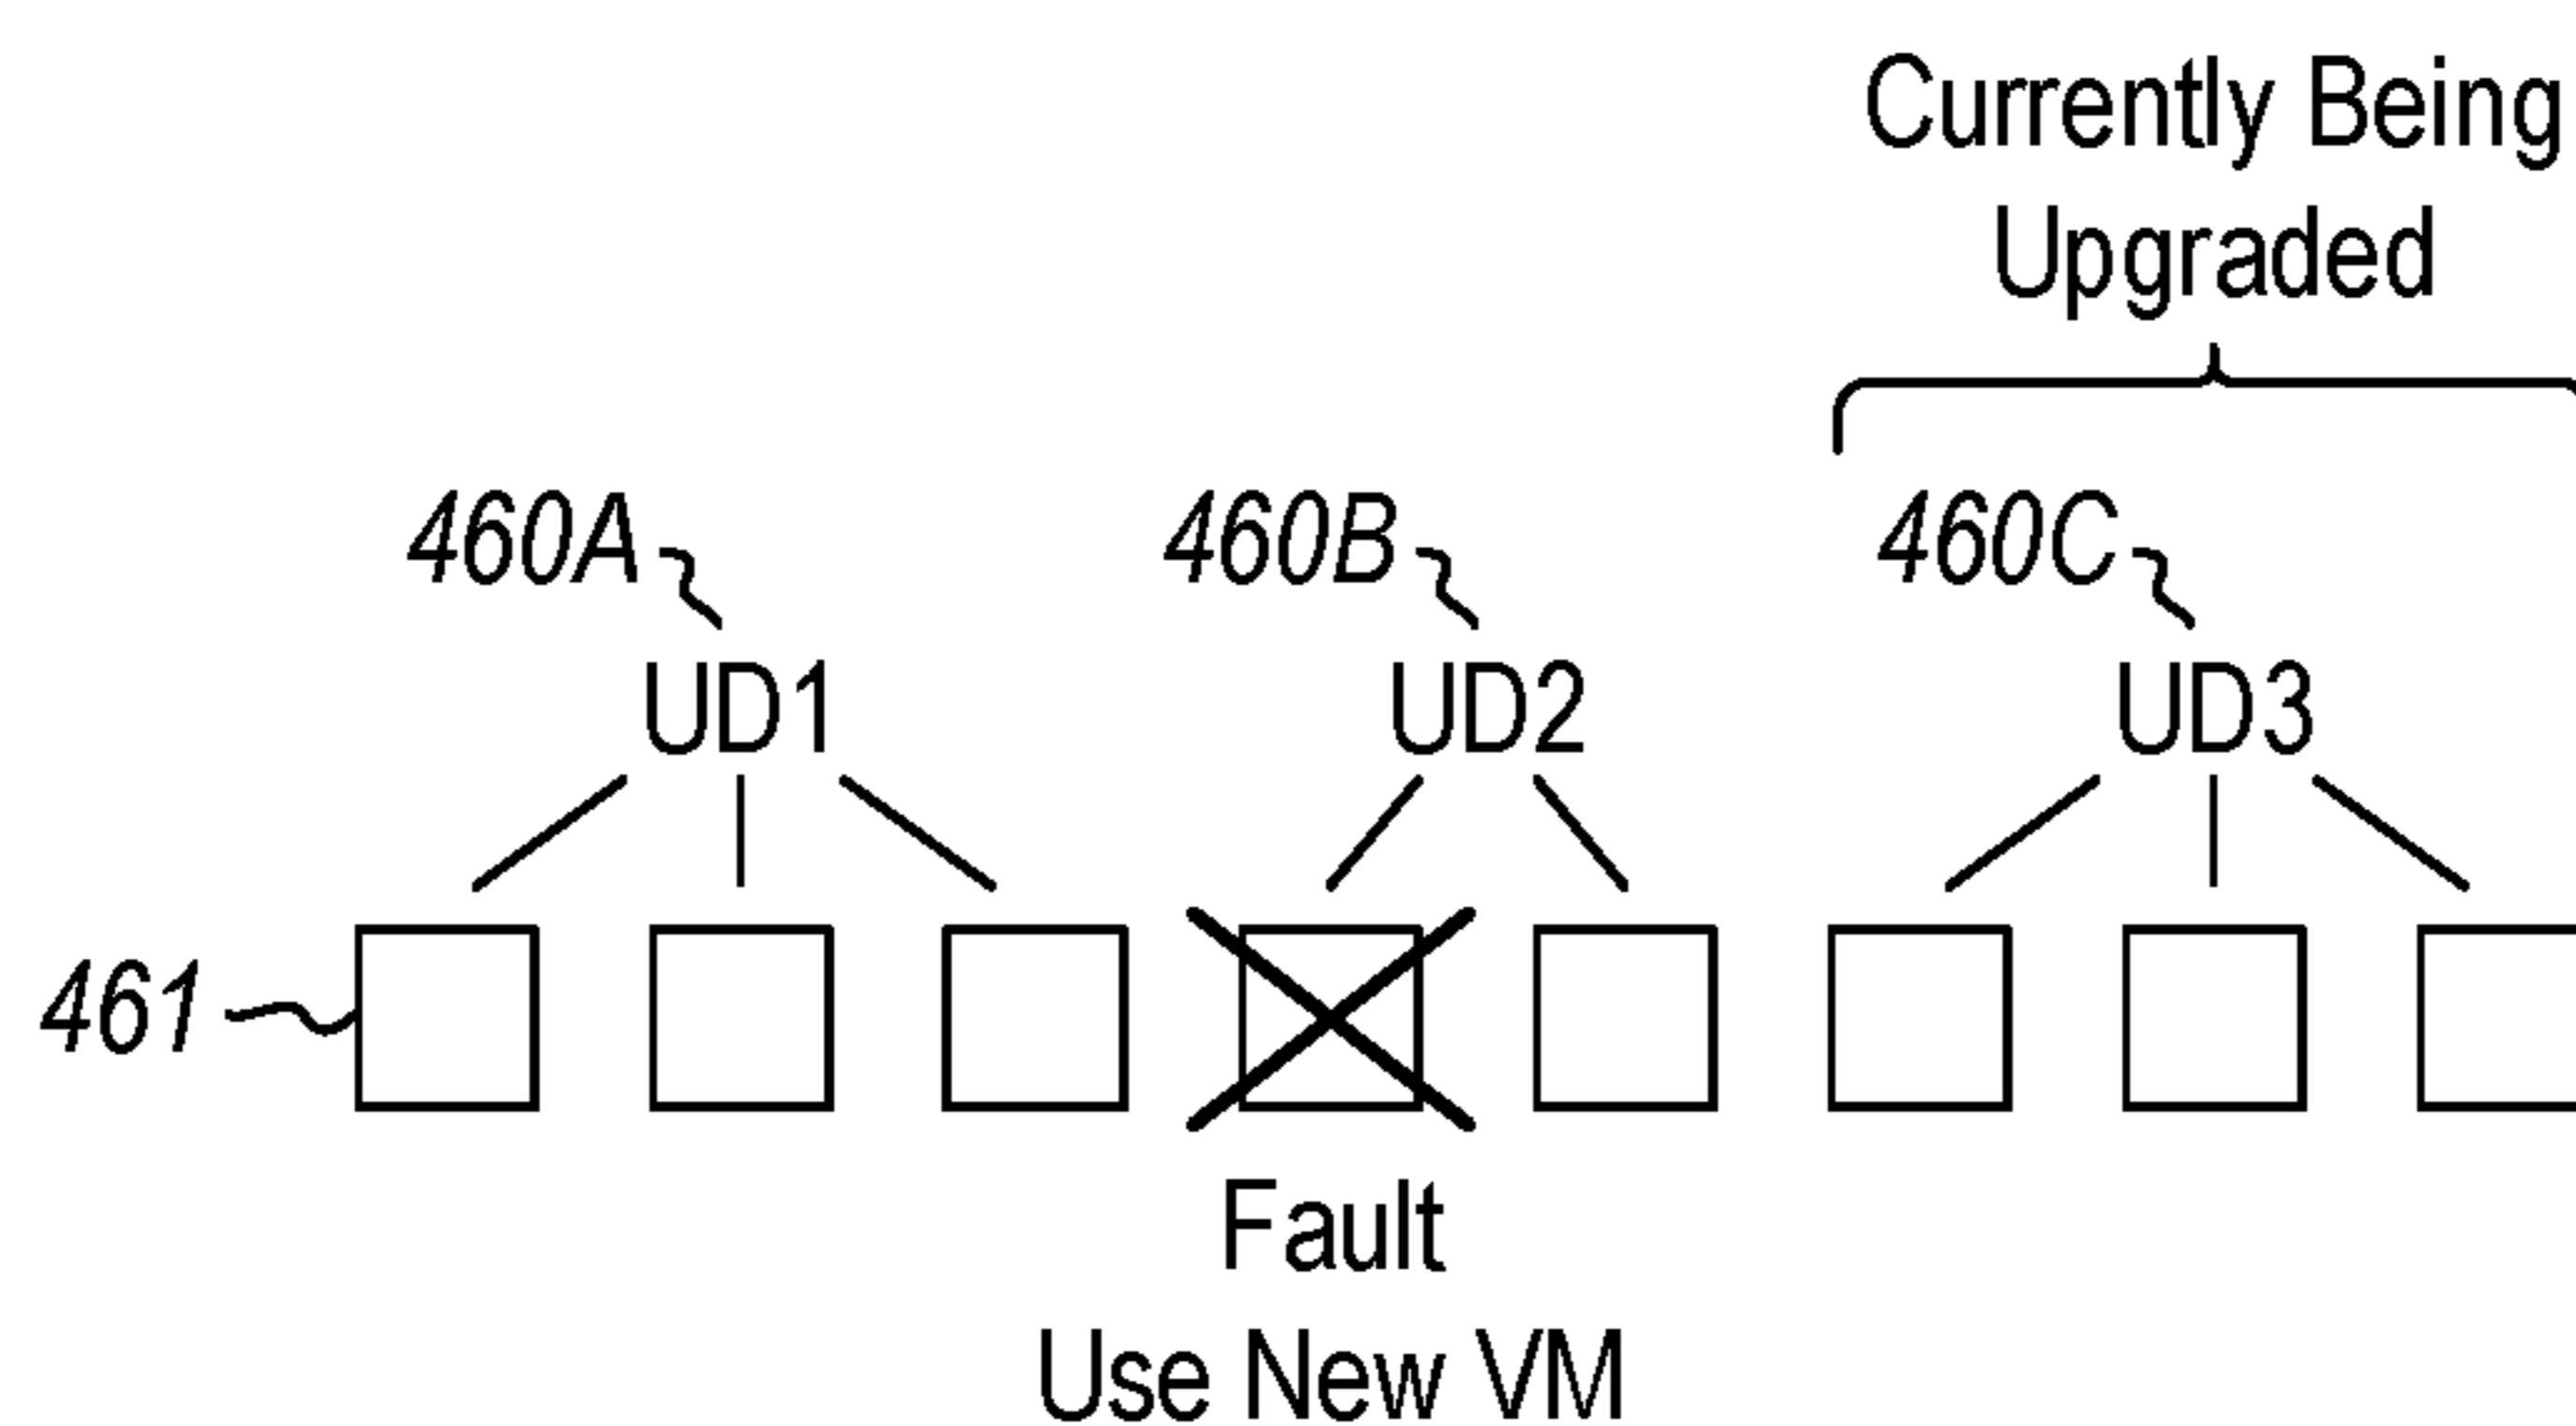 Currently Being
Upgraded
460A
460B
460C
UD1
UD2
UD3
461
Fault
Use New VM